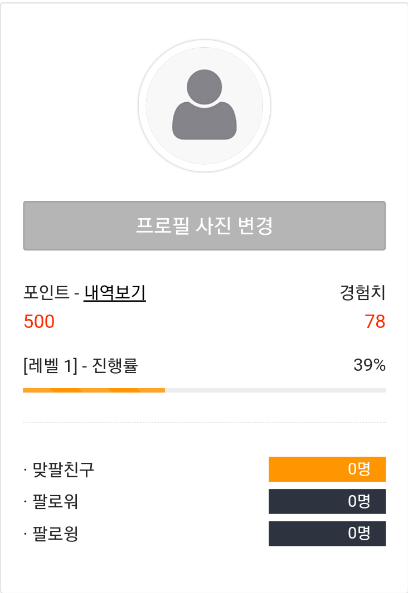 프로필 사진 변경
포인트 - 내역보기 경험치
500 78
[레벨 1] - 진행률 39%
· 맞팔친구 0명
· 팔로워 0명
· 팔로윙 0명